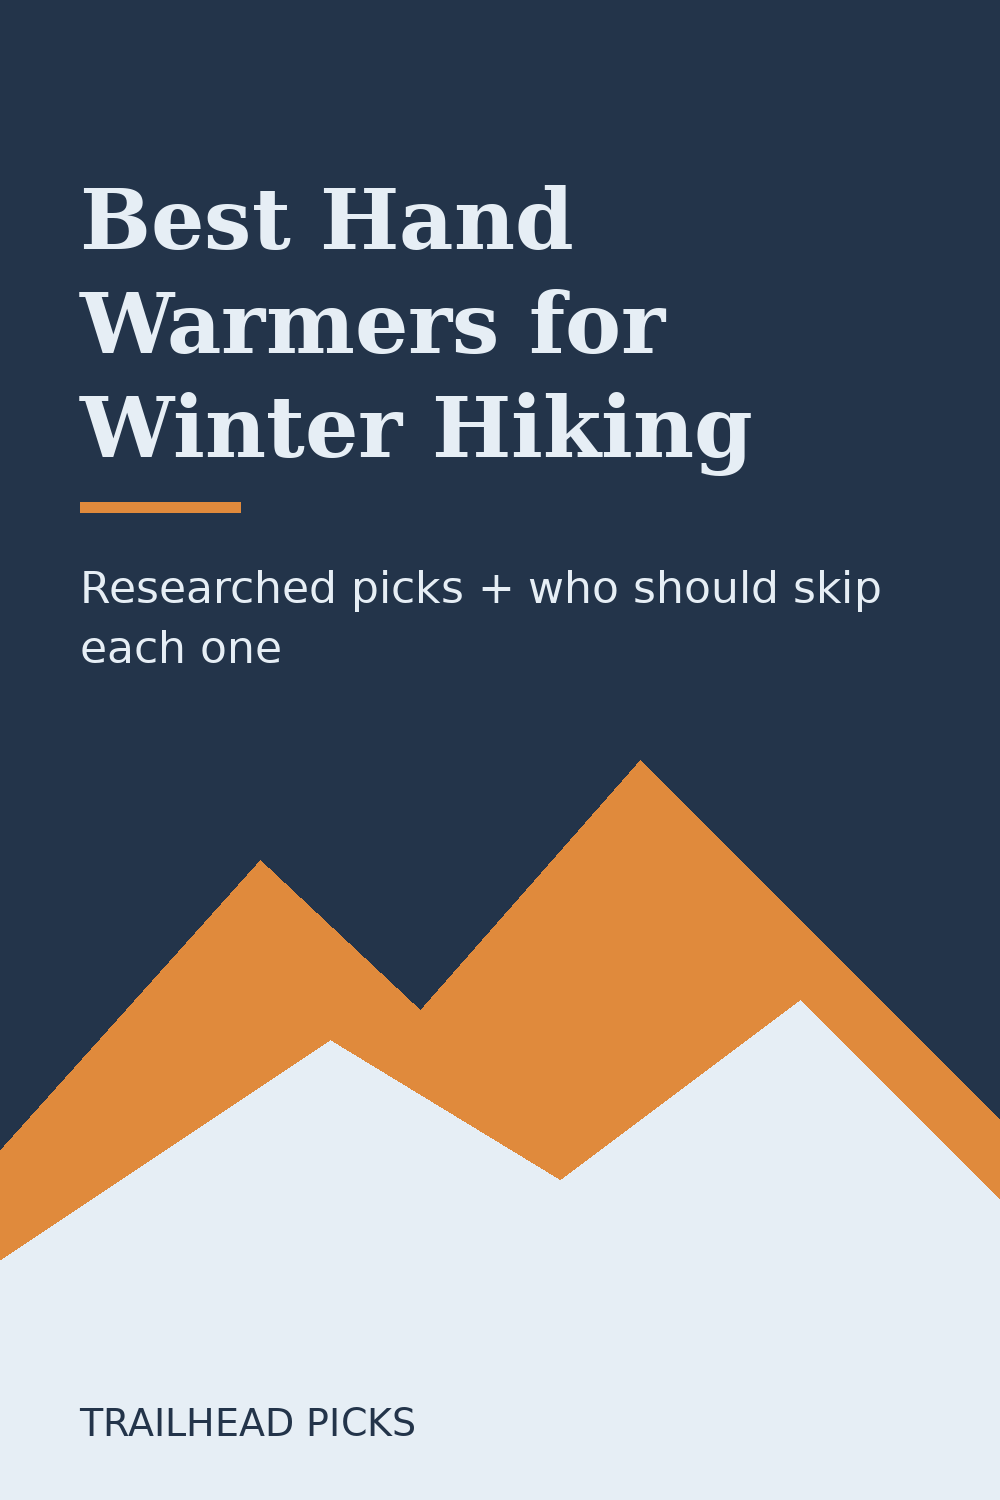 Best Hand
Warmers for
Winter Hiking
Researched picks + who should skip
each one
TRAILHEAD PICKS